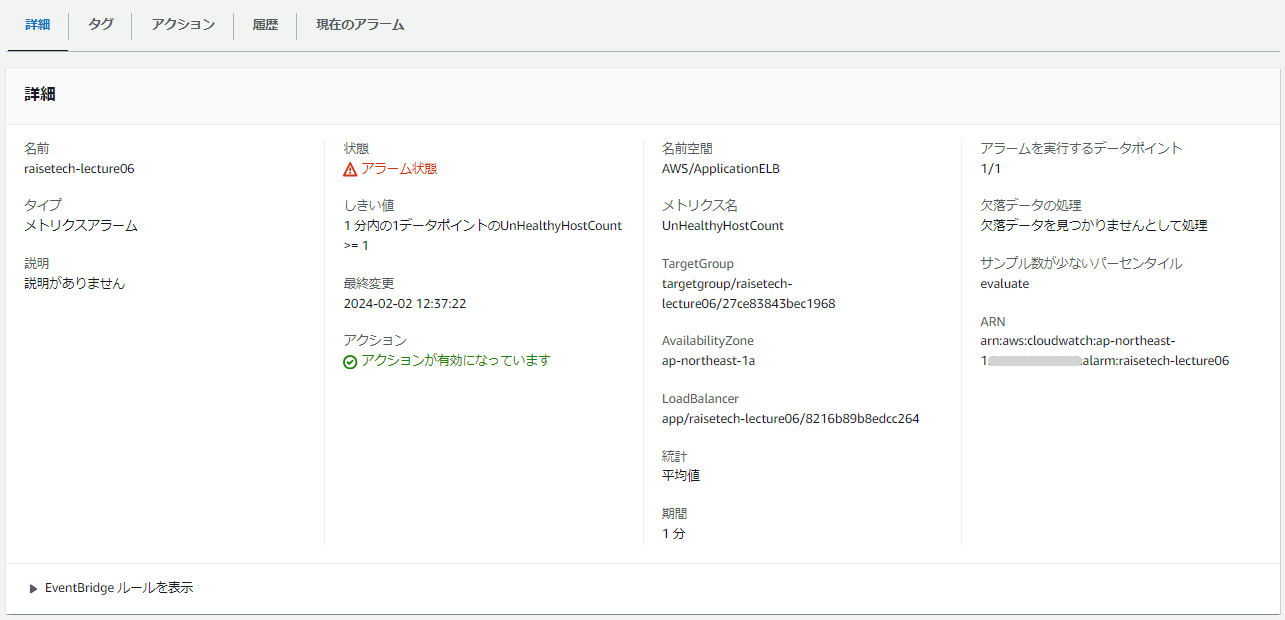 詳細
タグ
アクション
履歴
現在のアラーム
詳細
名前
raisetech-lecture06
タイプ
メトリクスアラーム
説明
説明がありません
状態
アラーム状態
しきい値
1 分内の1データポイントのUnHealthyHostCount
>= 1
最終変更
2024-02-02 12:37:22
アクション
アクションが有効になっています
名前空間
AWS/ApplicationELB
メトリクス名
UnHealthyHostCount
TargetGroup
targetgroup/raisetech-
lecture06/27ce83843bec1968
AvailabilityZone
ap-northeast-1a
LoadBalancer
app/raisetech-lecture06/8216b89b8edcc264
統計
平均値
期間
1 分
アラームを実行するデータポイント
1/1
欠落データの処理
欠落データを見つかりませんとして処理
サンプル数が少ないパーセンタイル
evaluate
ARN
arn:aws:cloudwatch:ap-northeast-
1: :alarm:raisetech-lecture06
EventBridge ルールを表示